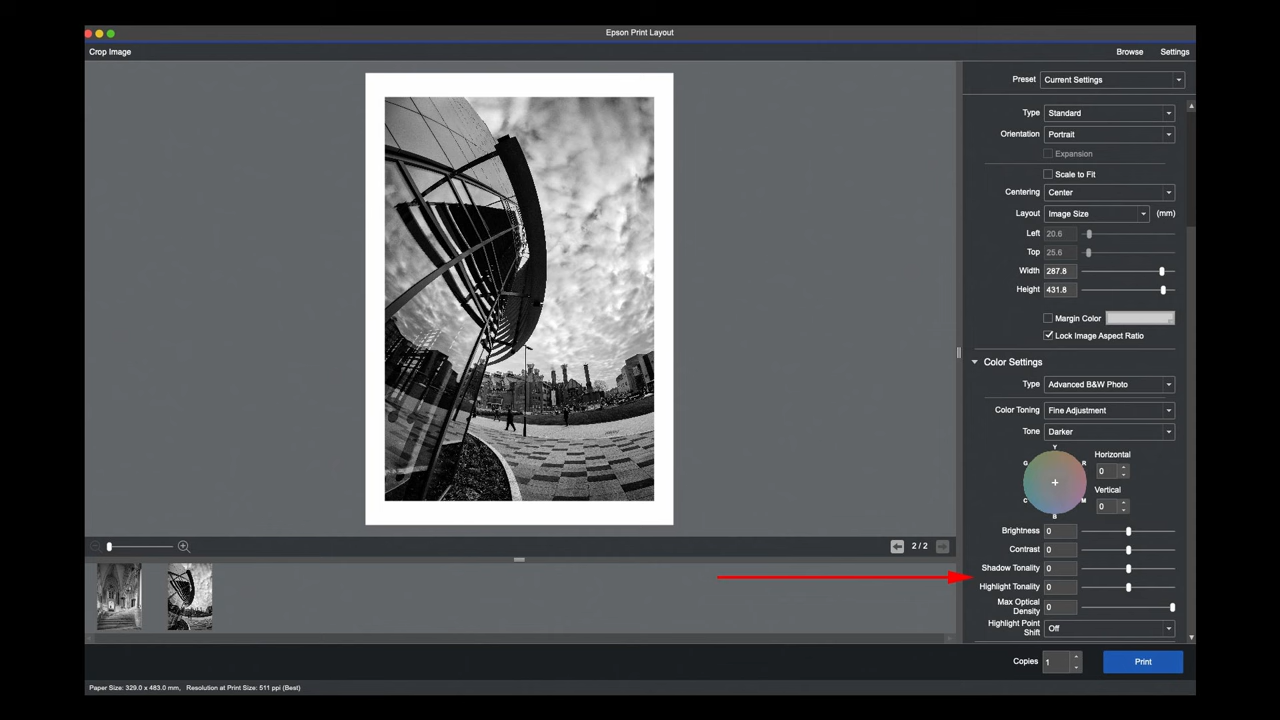 Epson Print Layout
Crop Image
Browse Settings
Preset Current Settings
Type Standard
Orientation Portrait
Expansion
Scale to Fit
Centering Center
Layout Image Size (mm)
Left 20.6
Top 25.6
Width 287.8
Height 431.8
Margin Color
Lock Image Aspect Ratio
Color Settings
Type Advanced B&W Photo
Color Toning Fine Adjustment
Tone Darker
Y
G R
C M
B
Horizontal
0
Vertical
0
Brightness 0
Contrast 0
Shadow Tonality 0
Highlight Tonality 0
Max Optical
Density 0
Highlight Point
Shift Off
2/2
Copies 1 Print
Paper Size: 329.0 x 483.0 mm, Resolution at Print Size: 511 ppi (Best)